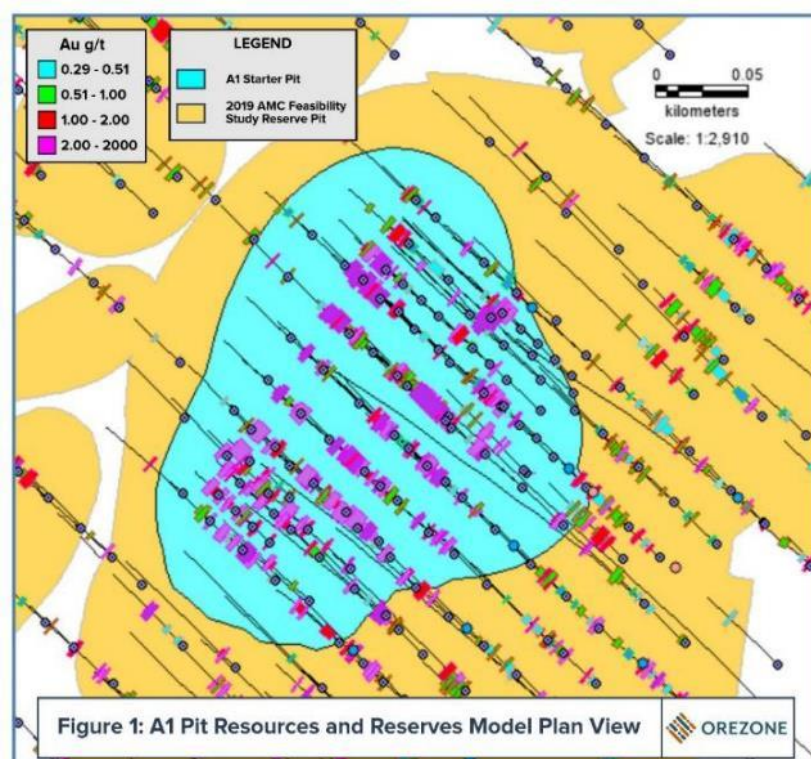 Au g/t
0.29 - 0.51
0.51 - 1.00
1.00 - 2.00
2.00 - 2000
LEGEND
A1 Starter Pit
2019 AMC Feasibility
Study Reserve Pit
0 0.05
kilometers
Scale: 1:2,910
Figure 1: A1 Pit Resources and Reserves Model Plan View
OREZONE